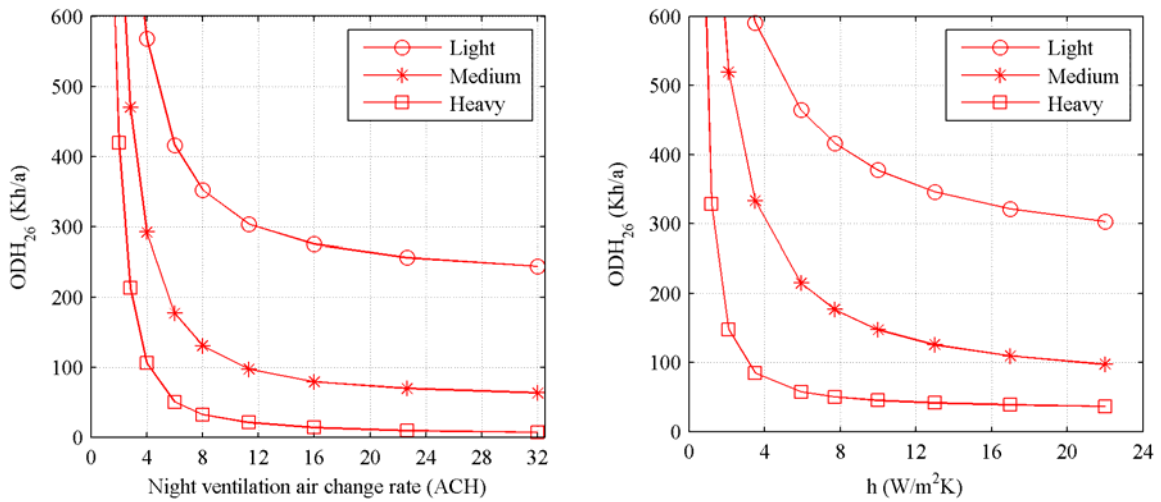 600
500
400
300
200
100
0
ODH26 (Kh/a)
Light
Medium
Heavy
0 4 8 12 16 20 24 28 32
Night ventilation air change rate (ACH)
600
500
400
300
200
100
0
ODH26 (Kh/a)
Light
Medium
Heavy
0 4 8 12 16 20 24
h (W/m²K)